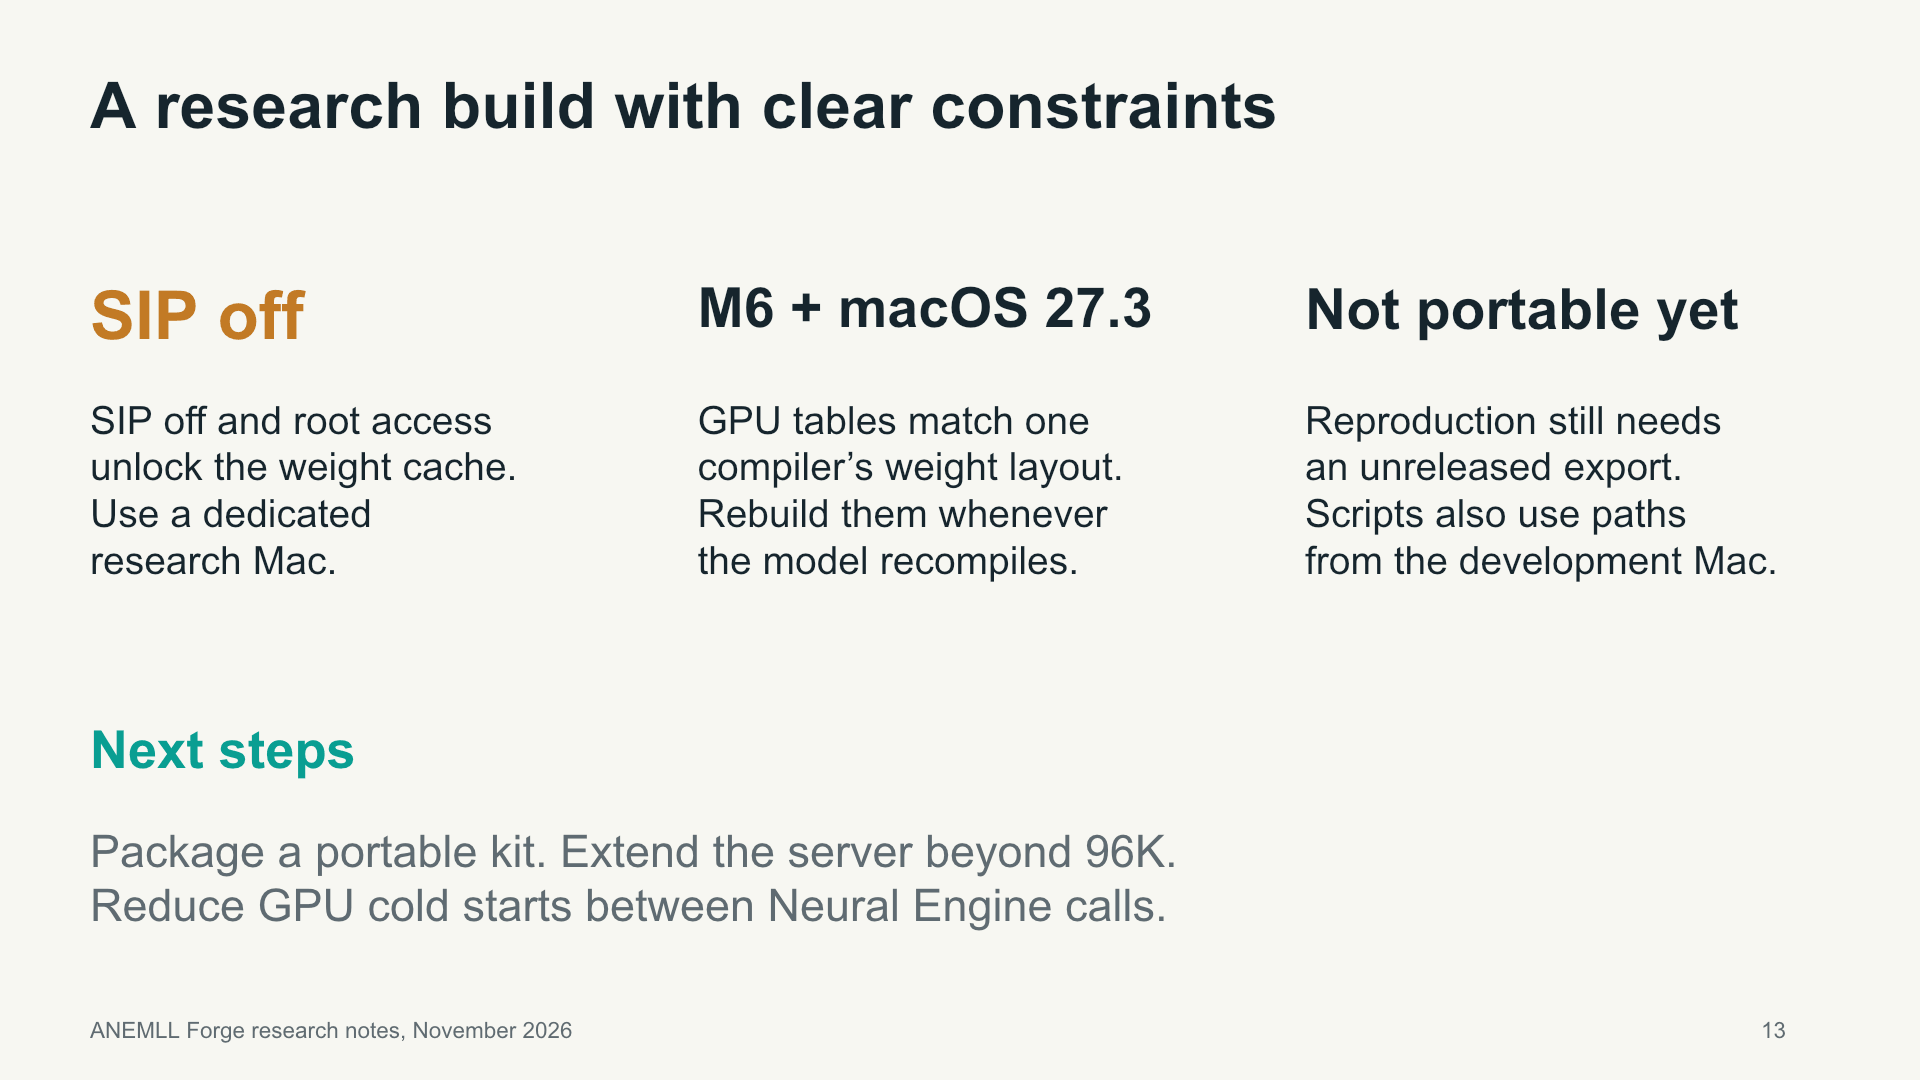 A research build with clear constraints
SIP off
SIP off and root access
unlock the weight cache.
Use a dedicated
research Mac.
M6 + macOS 27.3
GPU tables match one
compiler’s weight layout.
Rebuild them whenever
the model recompiles.
Not portable yet
Reproduction still needs
an unreleased export.
Scripts also use paths
from the development Mac.
Next steps
Package a portable kit. Extend the server beyond 96K.
Reduce GPU cold starts between Neural Engine calls.
ANEMLL Forge research notes, November 2026
13